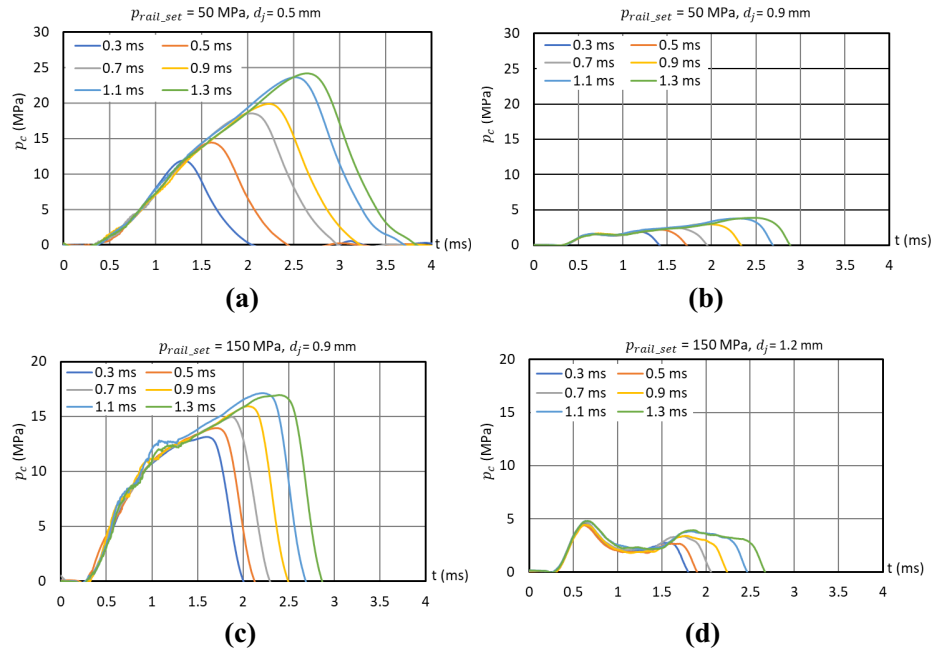 p_rail_set = 50 MPa, d_j = 0.5 mm
30
25
20
15
10
5
0
p_c (MPa)
0.3 ms 0.5 ms
0.7 ms 0.9 ms
1.1 ms 1.3 ms
t (ms)
0 0.5 1 1.5 2 2.5 3 3.5 4
(a)
p_rail_set = 50 MPa, d_j = 0.9 mm
30
25
20
15
10
5
0
p_c (MPa)
0.3 ms 0.5 ms
0.7 ms 0.9 ms
1.1 ms 1.3 ms
t (ms)
0 0.5 1 1.5 2 2.5 3 3.5 4
(b)
p_rail_set = 150 MPa, d_j = 0.9 mm
20
15
10
5
0
p_c (MPa)
0.3 ms 0.5 ms
0.7 ms 0.9 ms
1.1 ms 1.3 ms
t (ms)
0 0.5 1 1.5 2 2.5 3 3.5 4
(c)
p_rail_set = 150 MPa, d_j = 1.2 mm
20
15
10
5
0
p_c (MPa)
0.3 ms 0.5 ms
0.7 ms 0.9 ms
1.1 ms 1.3 ms
t (ms)
0 0.5 1 1.5 2 2.5 3 3.5 4
(d)